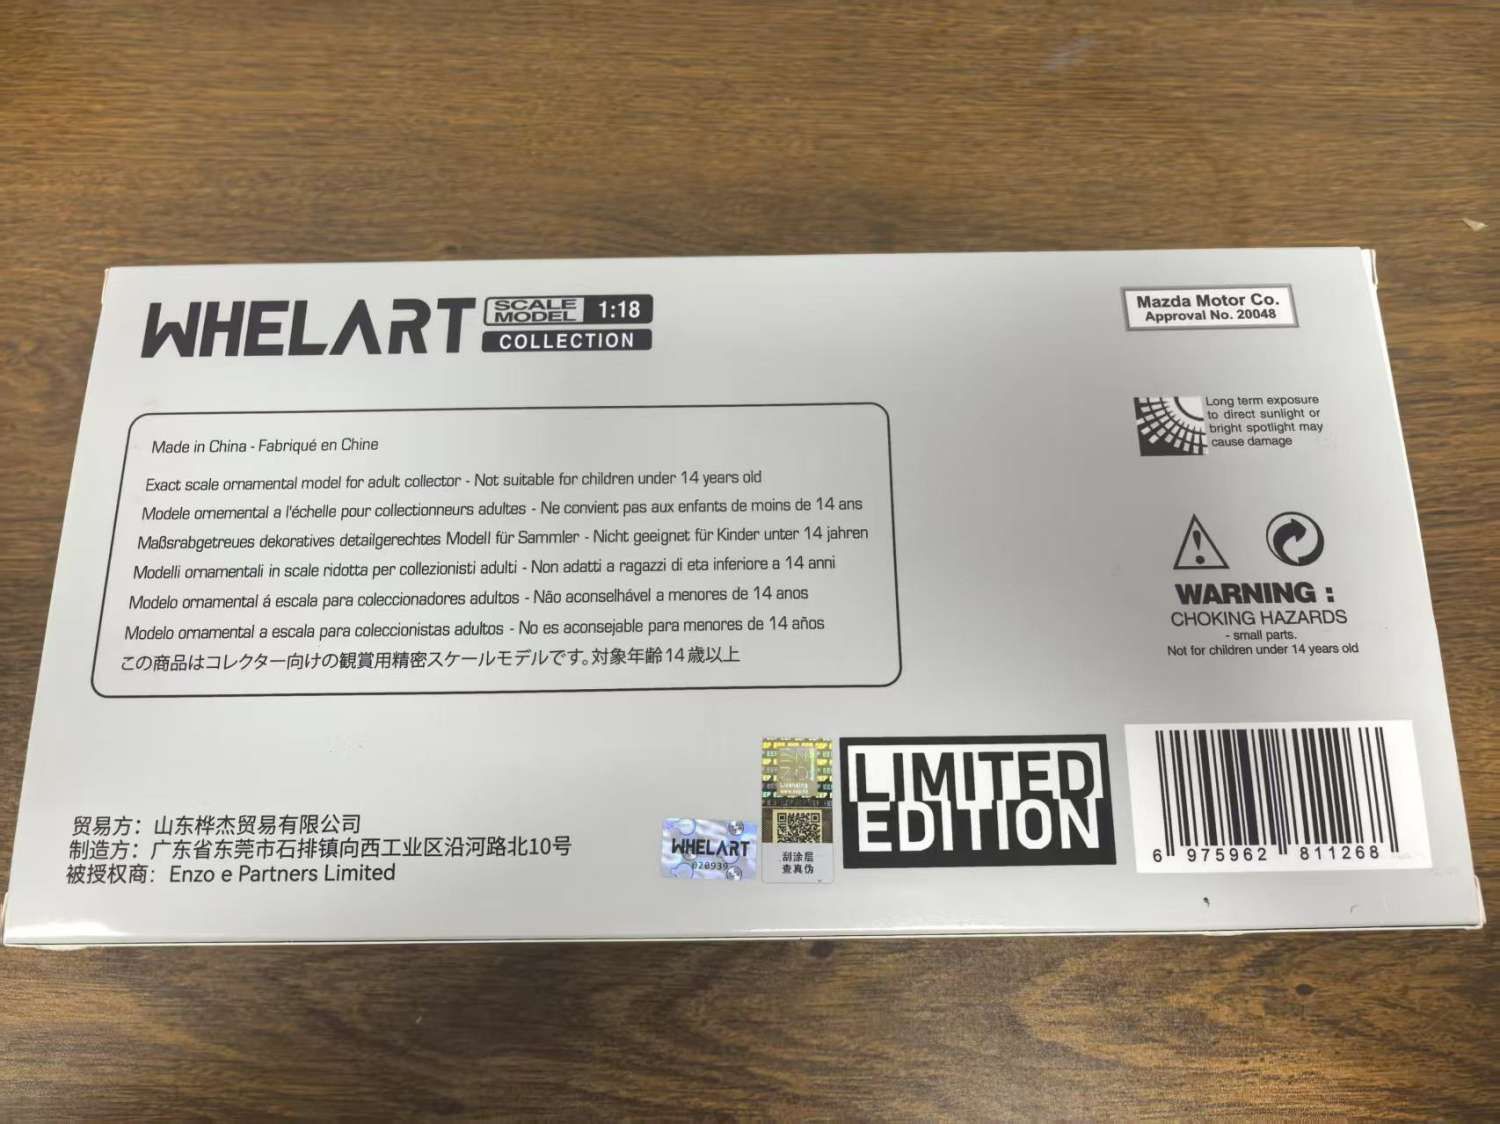 WHELART
SCALE MODEL 1:18
COLLECTION
Mazda Motor Co.
Approval No. 20048
Long term exposure
to direct sunlight or
bright spotlight may
cause damage
Made in China - Fabriqué en Chine
Exact scale ornamental model for adult collector - Not suitable for children under 14 years old
Modele ornemental a l'échelle pour collectionneurs adultes - Ne convient pas aux enfants de moins de 14 ans
Maßsrabgetreues dekoratives detailgerechtes Modell für Sammler - Nicht geeignet für Kinder unter 14 jahren
Modelli ornamentali in scale ridotta per collezionisti adulti - Non adatti a ragazzi di eta inferiore a 14 anni
Modelo ornamental á escala para coleccionadores adultos - Não aconselhável a menores de 14 anos
Modelo ornamental a escala para coleccionistas adultos - No es aconsejable para menores de 14 años
この商品はコレクター向けの観賞用精密スケールモデルです。対象年齢14歳以上
WARNING :
CHOKING HAZARDS
- small parts.
Not for children under 14 years old
贸易方：山东桦杰贸易有限公司
制造方：广东省东莞市石排镇向西工业区沿河路北10号
被授权商：Enzo e Partners Limited
WHELART
020939
刮涂层
查真伪
LIMITED
EDITION
6 975962 811268